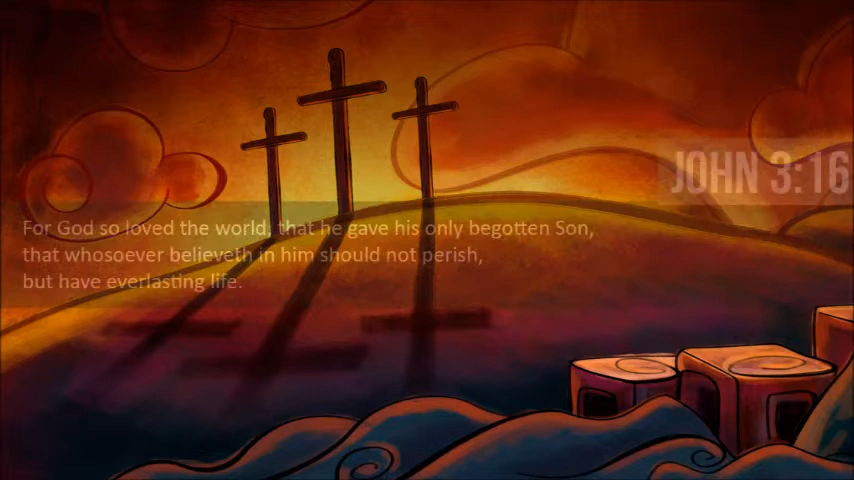 JOHN 3:16
For God so loved the world, that he gave his only begotten Son,
that whosoever believeth in him should not perish,
but have everlasting life.